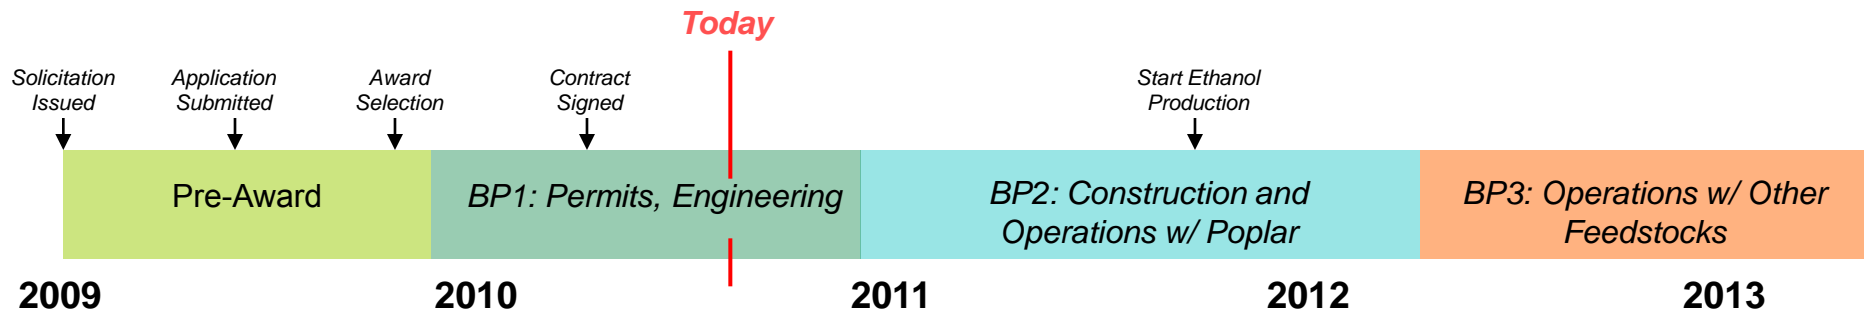 Today
Solicitation
Issued
Application
Submitted
Award
Selection
Contract
Signed
Start Ethanol
Production
Pre-Award
BP1: Permits, Engineering
BP2: Construction and
Operations w/ Poplar
BP3: Operations w/ Other
Feedstocks
2009
2010
2011
2012
2013